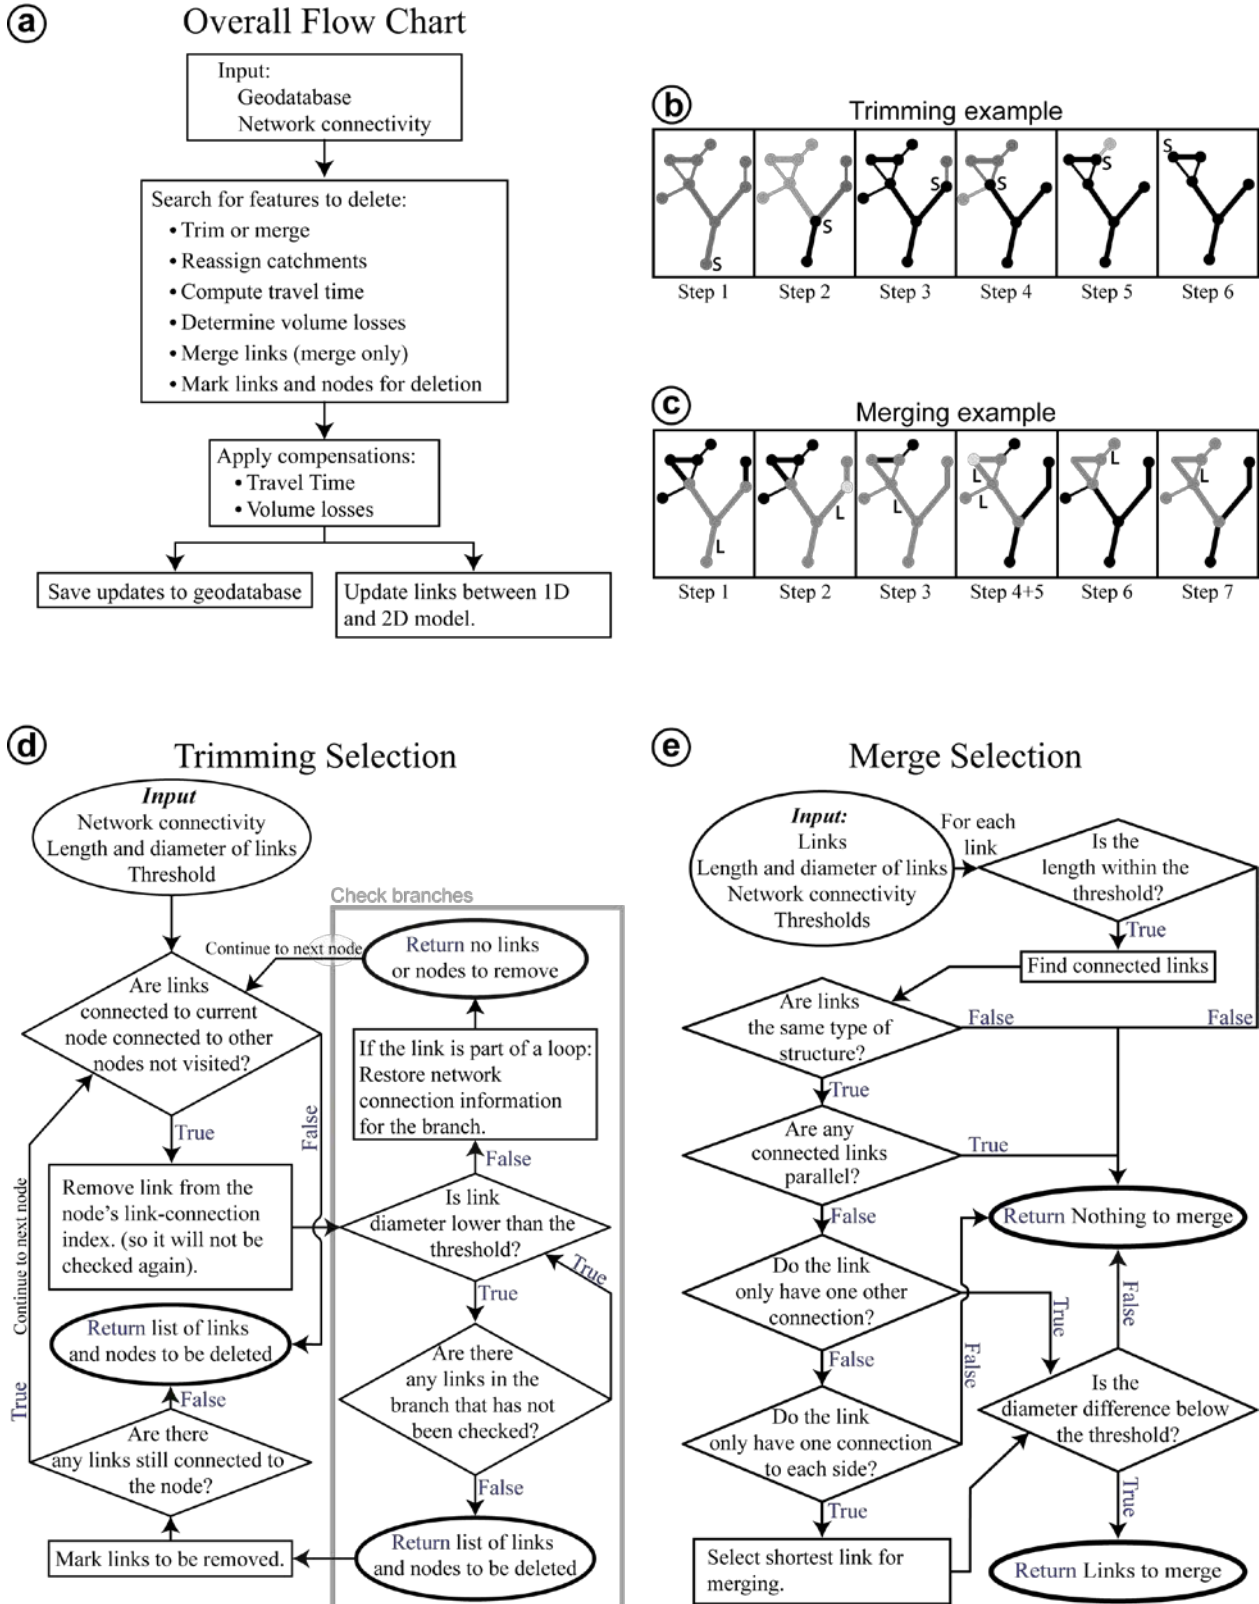 a
Overall Flow Chart
Input:
Geodatabase
Network connectivity
Search for features to delete:
• Trim or merge
• Reassign catchments
• Compute travel time
• Determine volume losses
• Merge links (merge only)
• Mark links and nodes for deletion
Apply compensations:
• Travel Time
• Volume losses
Save updates to geodatabase
Update links between 1D
and 2D model.
b
Trimming example
S
S
S
S
S
S
Step 1
Step 2
Step 3
Step 4
Step 5
Step 6
c
Merging example
L
L
L
L
L
L
L
Step 1
Step 2
Step 3
Step 4+5
Step 6
Step 7
d
Trimming Selection
Input
Network connectivity
Length and diameter of links
Threshold
Check branches
Continue to next node
Return no links
or nodes to remove
Are links
connected to current
node connected to other
nodes not visited?
If the link is part of a loop:
Restore network
connection information
for the branch.
True
False
False
Remove link from the
node's link-connection
index. (so it will not be
checked again).
Is link
diameter lower than the
threshold?
True
True
Continue to next node
True
Return list of links
and nodes to be deleted
Are there
any links in the
branch that has not
been checked?
False
Are there
any links still connected to
the node?
False
Mark links to be removed.
Return list of links
and nodes to be deleted
e
Merge Selection
Input:
Links
Length and diameter of links
Network connectivity
Thresholds
For each
link
Is the
length within the
threshold?
True
Find connected links
Are links
the same type of
structure?
False
False
True
Are any
connected links
parallel?
True
False
Return Nothing to merge
Do the link
only have one other
connection?
True
False
False
False
Is the
diameter difference below
the threshold?
Do the link
only have one connection
to each side?
True
True
Select shortest link for
merging.
Return Links to merge